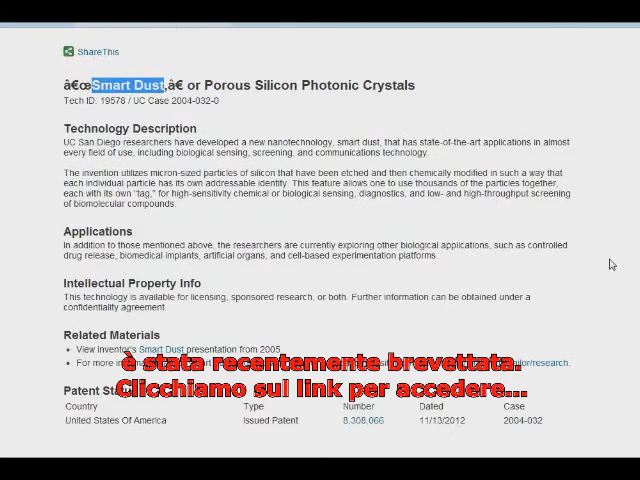 ShareThis
â€œSmart Dust,â€ or Porous Silicon Photonic Crystals
Tech ID: 19578 / UC Case 2004-032-0
Technology Description
UC San Diego researchers have developed a new nanotechnology, smart dust, that has state-of-the-art applications in almost
every field of use, including biological sensing, screening, and communications technology.
The invention utilizes micron-sized particles of silicon that have been etched and then chemically modified in such a way that
each individual particle has its own addressable identity. This feature allows one to use thousands of the particles together,
each with its own "tag," for high-sensitivity chemical or biological sensing, diagnostics, and low- and high-throughput screening
of biomolecular compounds.
Applications
In addition to those mentioned above, the researchers are currently exploring other biological applications, such as controlled
drug release, biomedical implants, artificial organs, and cell-based experimentation platforms.
Intellectual Property Info
This technology is available for licensing, sponsored research, or both. Further information can be obtained under a
confidentiality agreement.
Related Materials
• View inventor's Smart Dust presentation from 2005
• For more
è stata recentemente brevettata.
Clicchiamo sul link per accedere...
Patent
Country Type Number Dated Case
United States Of America Issued Patent 8,308,066 11/13/2012 2004-032